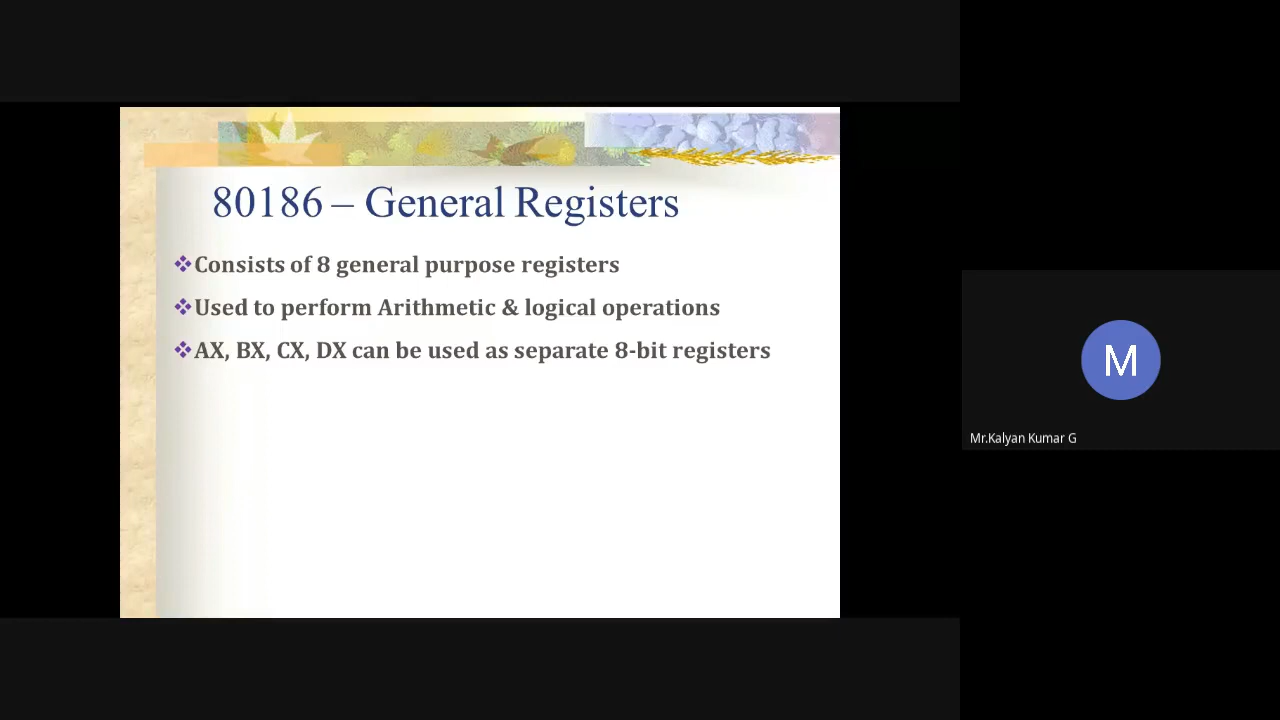 80186 – General Registers
❖Consists of 8 general purpose registers
❖Used to perform Arithmetic & logical operations
❖AX, BX, CX, DX can be used as separate 8-bit registers
M
Mr.Kalyan Kumar G